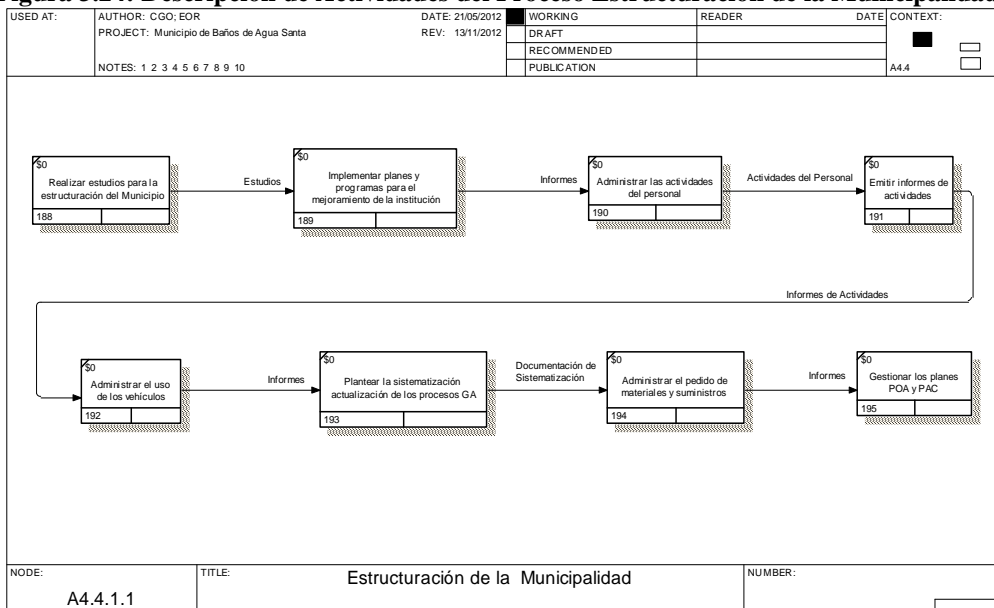 Figura 3.24. Descripción de Actividades del Proceso Estructuración de la Municipalidad
USED AT:
AUTHOR: CGO; EOR
DATE: 21/05/2012
PROJECT: Municipio de Baños de Agua Santa
REV: 13/11/2012
NOTES: 1 2 3 4 5 6 7 8 9 10
WORKING
DRAFT
RECOMMENDED
PUBLICATION
READER
DATE
CONTEXT:
A4.4
$0
Realizar estudios para la
estructuración del Municipio
188
Estudios
$0
Implementar planes y
programas para el
mejoramiento de la institución
189
Informes
$0
Administrar las actividades
del personal
190
Actividades del Personal
$0
Emitir informes de
actividades
191
Informes de Actividades
$0
Administrar el uso
de los vehículos
192
Informes
$0
Plantear la sistematización
actualización de los procesos GA
193
Documentación de
Sistematización
$0
Administrar el pedido de
materiales y suministros
194
Informes
$0
Gestionar los planes
POA y PAC
195
NODE:
A4.4.1.1
TITLE:
Estructuración de la Municipalidad
NUMBER: